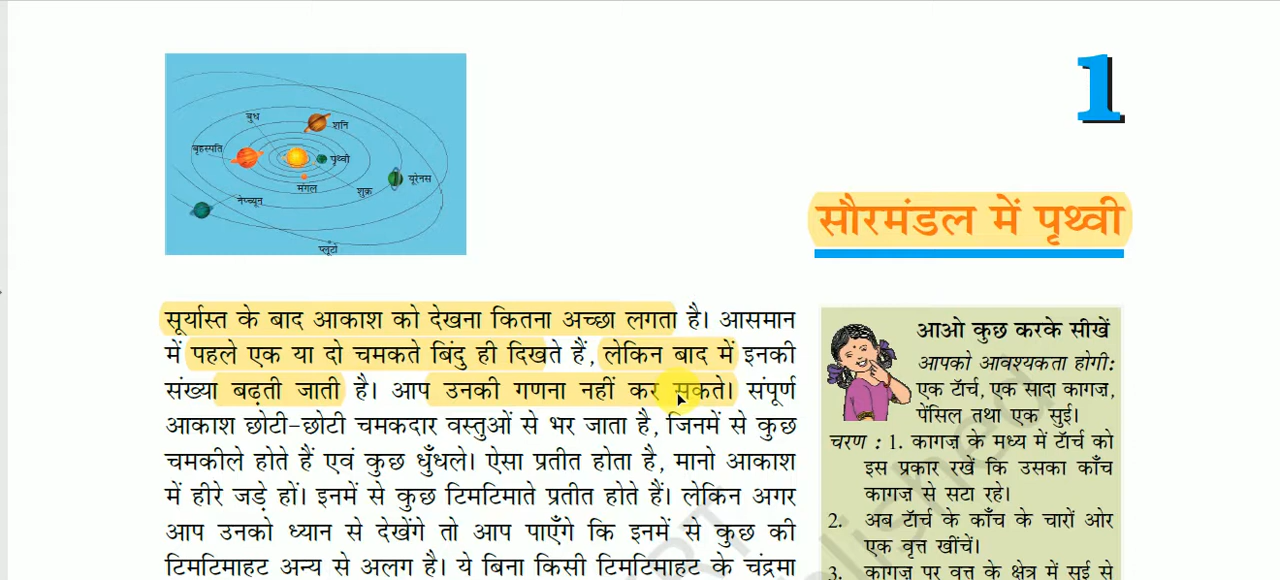 बुध
शनि
बृहस्पति
पृथ्वी
मंगल
शुक्र
यूरेनस
नेप्च्यून
प्लूटो
1
सौरमंडल में पृथ्वी
सूर्यास्त के बाद आकाश को देखना कितना अच्छा लगता है। आसमान
में पहले एक या दो चमकते बिंदु ही दिखते हैं, लेकिन बाद में इनकी
संख्या बढ़ती जाती है। आप उनकी गणना नहीं कर सकते। संपूर्ण
आकाश छोटी-छोटी चमकदार वस्तुओं से भर जाता है, जिनमें से कुछ
चमकीले होते हैं एवं कुछ धुँधले। ऐसा प्रतीत होता है, मानो आकाश
में हीरे जड़े हों। इनमें से कुछ टिमटिमाते प्रतीत होते हैं। लेकिन अगर
आप उनको ध्यान से देखेंगे तो आप पाएँगे कि इनमें से कुछ की
टिमटिमाहट अन्य से अलग है। ये बिना किसी टिमटिमाहट के चंद्रमा
आओ कुछ करके सीखें
आपको आवश्यकता होगी:
एक टॉर्च, एक सादा कागज़,
पेंसिल तथा एक सुई।
चरण : 1. कागज़ के मध्य में टॉर्च को
इस प्रकार रखें कि उसका काँच
कागज़ से सटा रहे।
2. अब टॉर्च के काँच के चारों ओर
एक वृत्त खींचें।
3. कागज़ पर वृत्त के क्षेत्र में सुई से